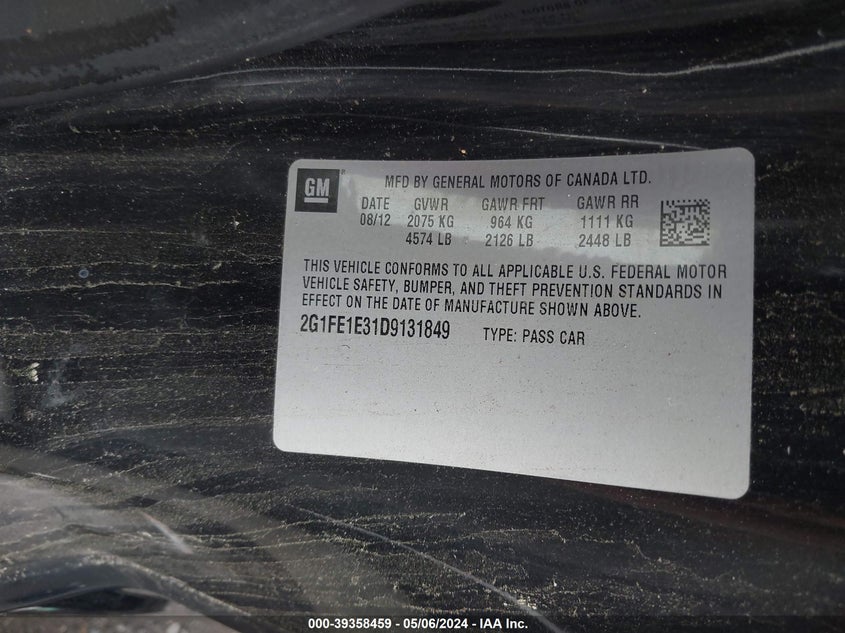 GM
MFD BY GENERAL MOTORS OF CANADA LTD.
DATE GVWR GAWR FRT GAWR RR
08/12 2075 KG 964 KG 1111 KG
4574 LB 2126 LB 2448 LB
THIS VEHICLE CONFORMS TO ALL APPLICABLE U.S. FEDERAL MOTOR
VEHICLE SAFETY, BUMPER, AND THEFT PREVENTION STANDARDS IN
EFFECT ON THE DATE OF MANUFACTURE SHOWN ABOVE.
2G1FE1E31D9131849 TYPE: PASS CAR
000-39358459 - 05/06/2024 - IAA Inc.